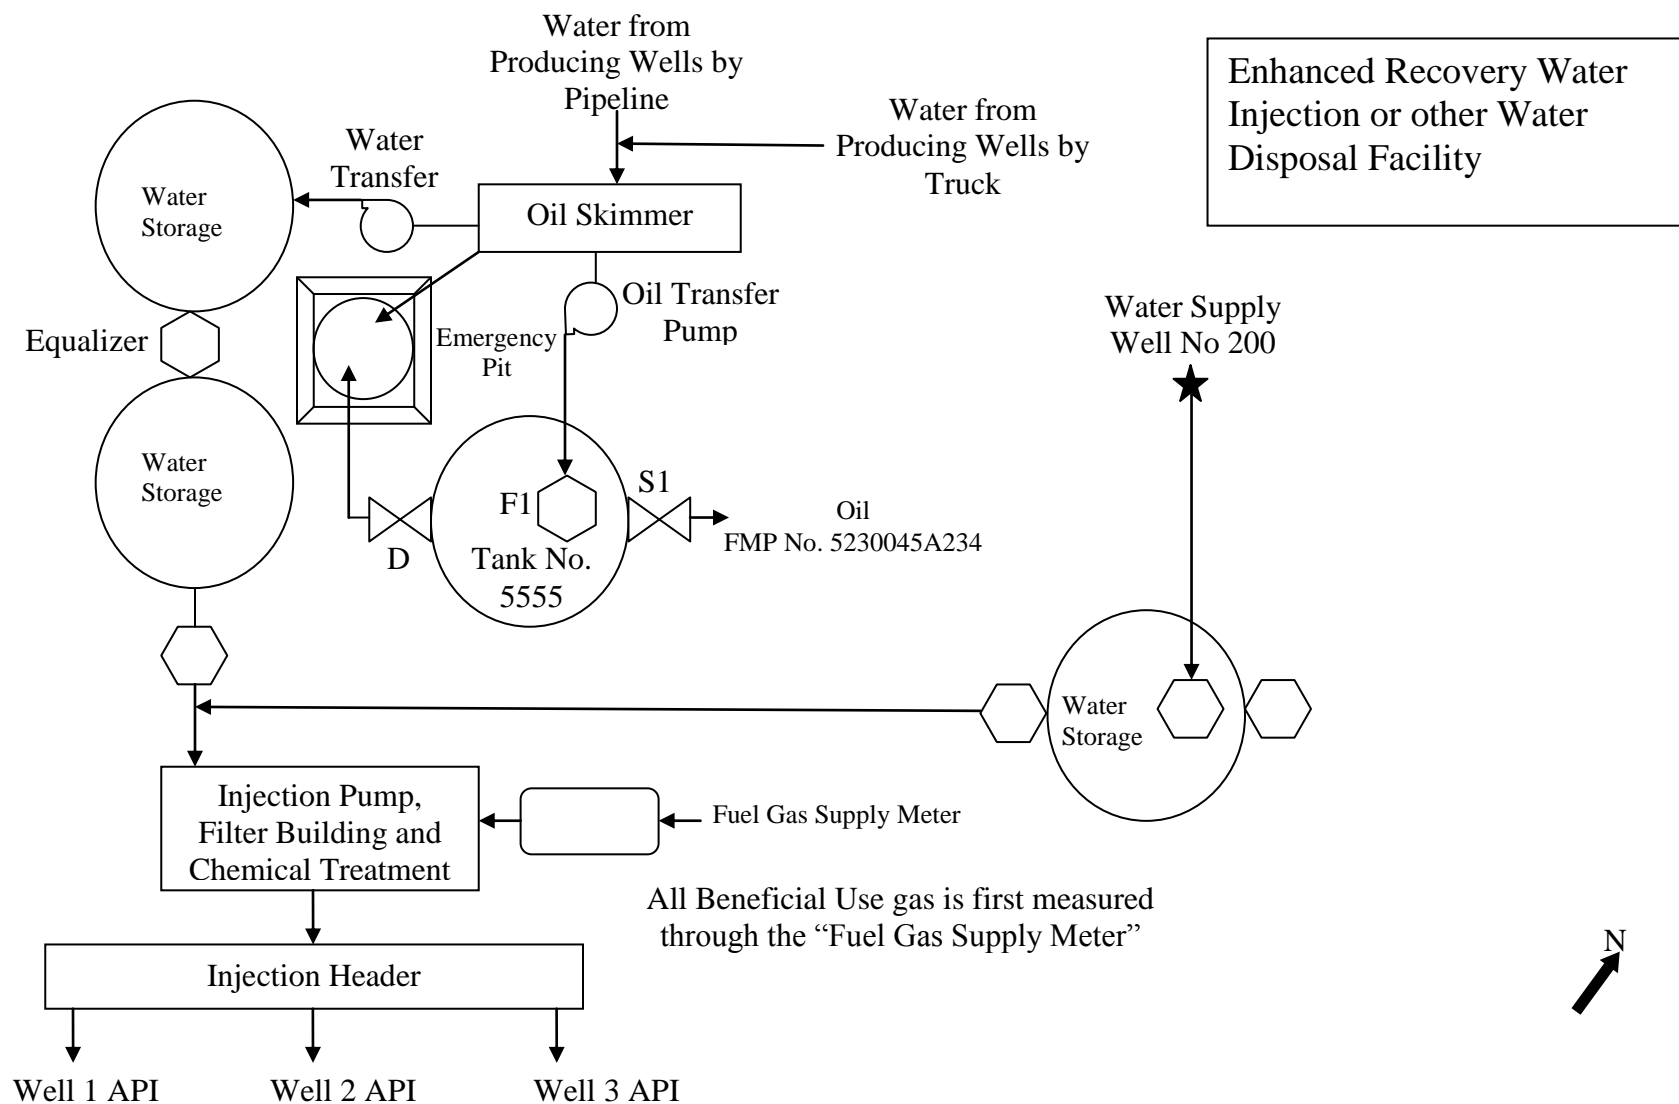 Water from
Producing Wells by
Pipeline
Water from
Producing Wells by
Truck
Enhanced Recovery Water
Injection or other Water
Disposal Facility
Water
Transfer
Water
Storage
Oil Skimmer
Oil Transfer
Pump
Emergency
Pit
Equalizer
Water Supply
Well No 200
Water
Storage
F1
S1
D
Tank No.
5555
Oil
FMP No. 5230045A234
Water
Storage
Injection Pump,
Filter Building and
Chemical Treatment
Fuel Gas Supply Meter
All Beneficial Use gas is first measured
through the “Fuel Gas Supply Meter”
N
Injection Header
Well 1 API
Well 2 API
Well 3 API